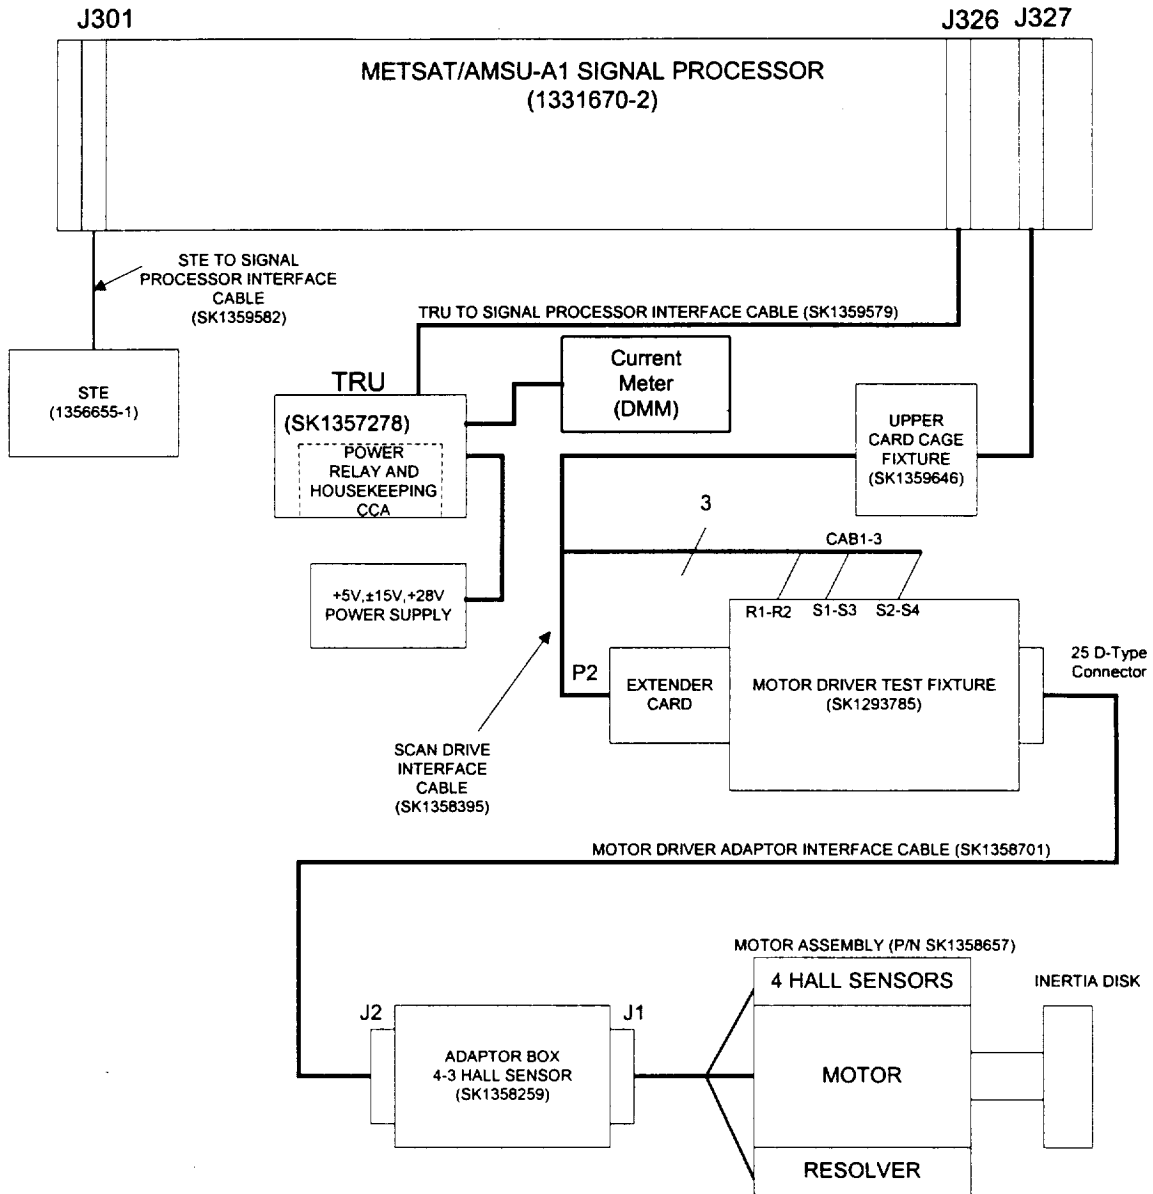 J301
J326
J327
METSAT/AMSU-A1 SIGNAL PROCESSOR
(1331670-2)
STE TO SIGNAL
PROCESSOR INTERFACE
CABLE
(SK1359582)
TRU TO SIGNAL PROCESSOR INTERFACE CABLE (SK1359579)
STE
(1356655-1)
TRU
(SK1357278)
POWER
RELAY AND
HOUSEKEEPING
CCA
Current
Meter
(DMM)
UPPER
CARD CAGE
FIXTURE
(SK1359646)
3
CAB1-3
+5V,±15V,+28V
POWER SUPPLY
R1-R2
S1-S3
S2-S4
P2
EXTENDER
CARD
MOTOR DRIVER TEST FIXTURE
(SK1293785)
25 D-Type
Connector
SCAN DRIVE
INTERFACE
CABLE
(SK1358395)
MOTOR DRIVER ADAPTOR INTERFACE CABLE (SK1358701)
MOTOR ASSEMBLY (P/N SK1358657)
4 HALL SENSORS
INERTIA DISK
J2
J1
ADAPTOR BOX
4-3 HALL SENSOR
(SK1358259)
MOTOR
RESOLVER